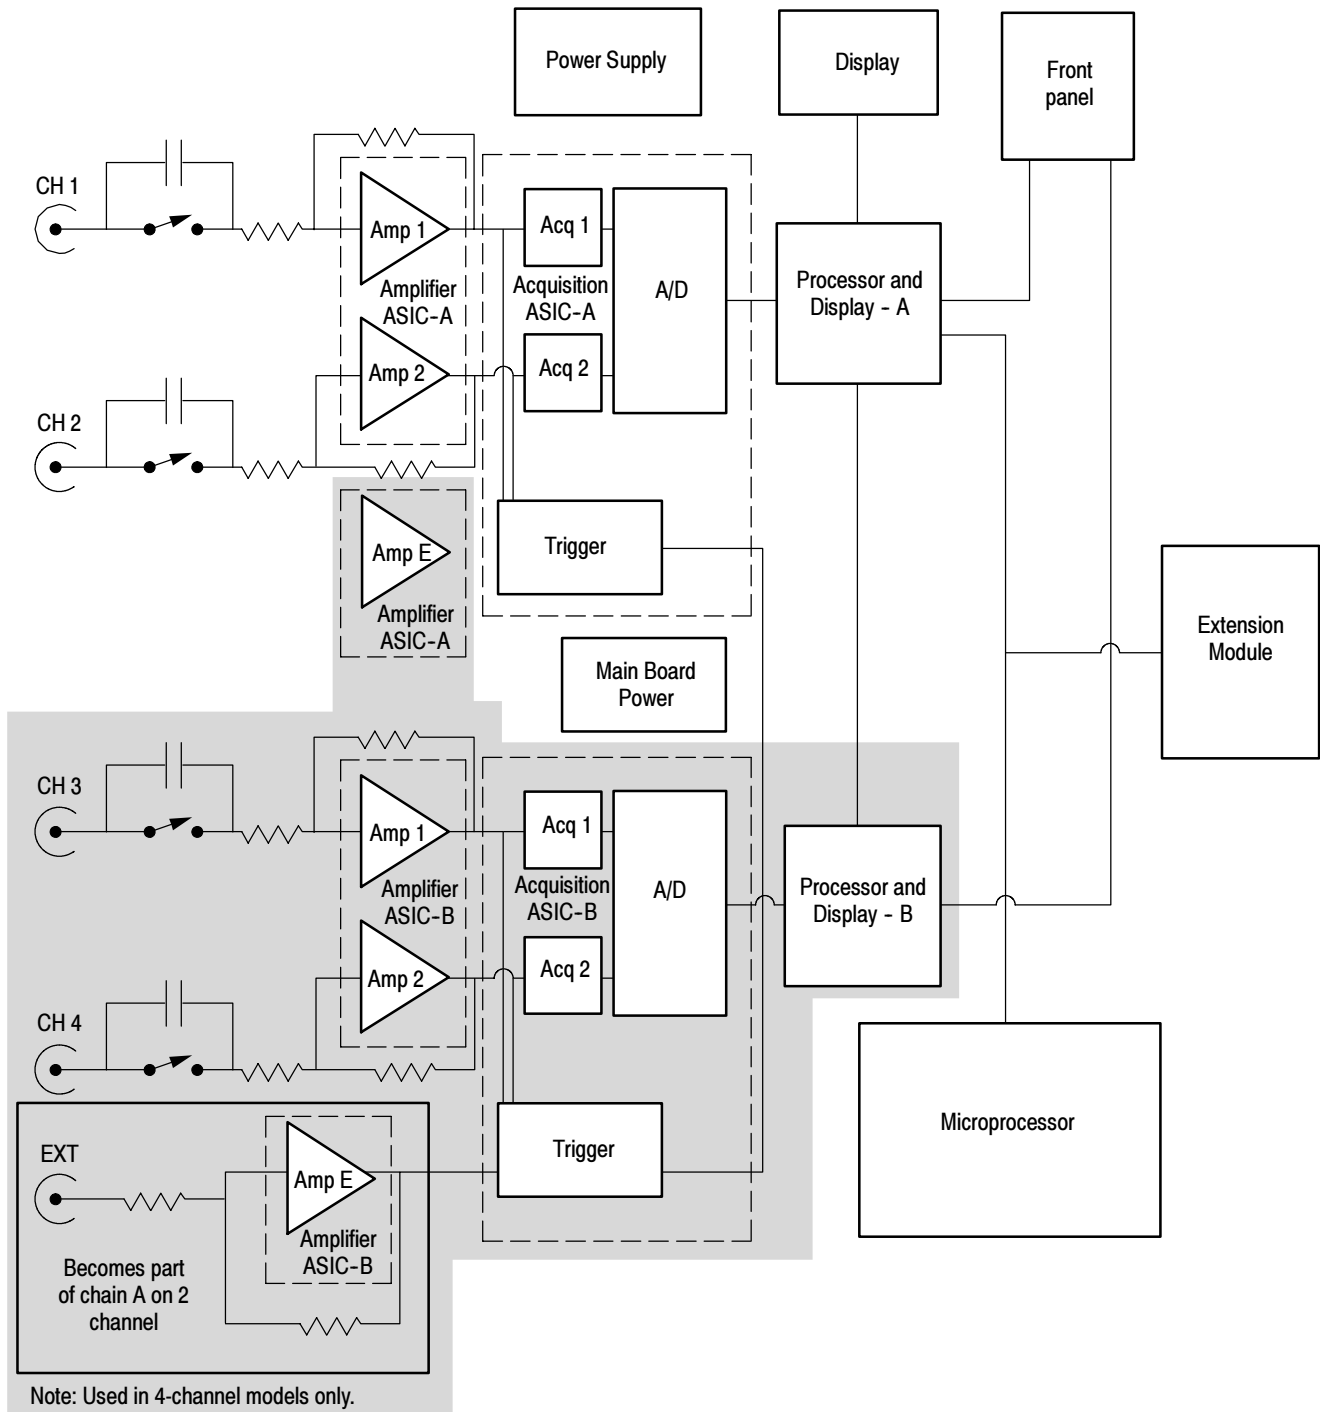 Power Supply
Display
Front
panel
CH 1
Amp 1
Acq 1
Amplifier
ASIC-A
Acquisition
ASIC-A
A/D
Processor and
Display - A
Amp 2
Acq 2
CH 2
Amp E
Amplifier
ASIC-A
Trigger
Main Board
Power
Extension
Module
CH 3
Amp 1
Acq 1
Amplifier
ASIC-B
Acquisition
ASIC-B
A/D
Processor and
Display - B
Amp 2
Acq 2
CH 4
Microprocessor
EXT
Amp E
Amplifier
ASIC-B
Trigger
Becomes part
of chain A on 2
channel
Note: Used in 4-channel models only.